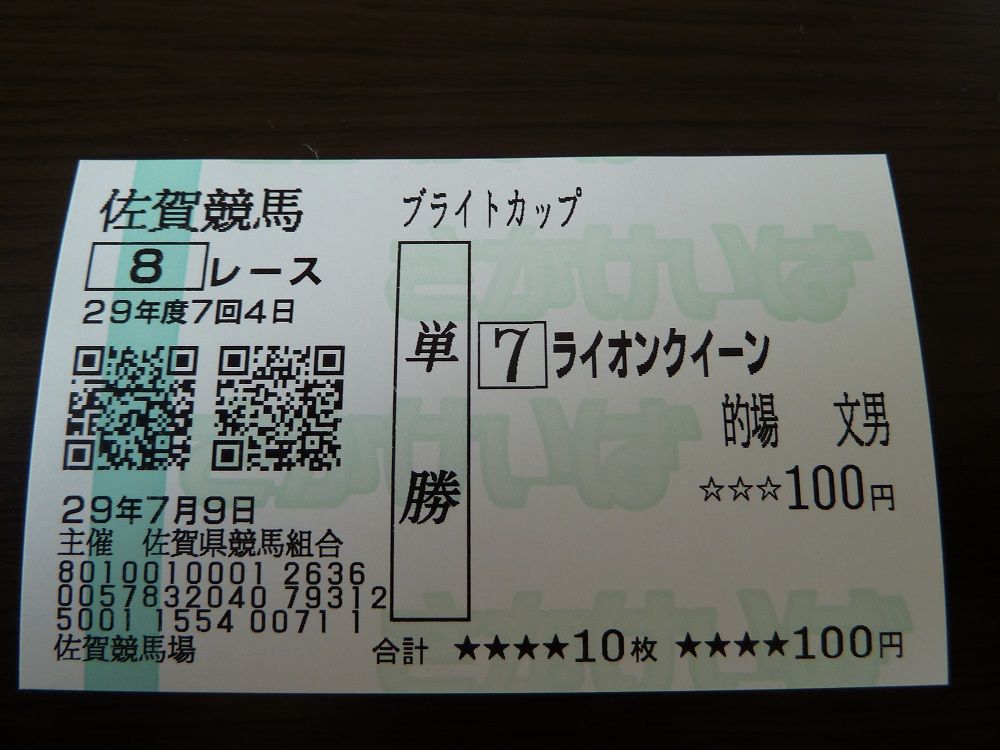 佐賀競馬
8 レース
29年度7回4日
29年7月9日
主催 佐賀県競馬組合
8010010001 2636
0057832040 79312
5001 1554 0071 1
佐賀競馬場
ブライトカップ
単勝
7 ライオンクイーン
的場 文男
☆☆☆100円
合計 ★★★★10枚 ★★★★100円